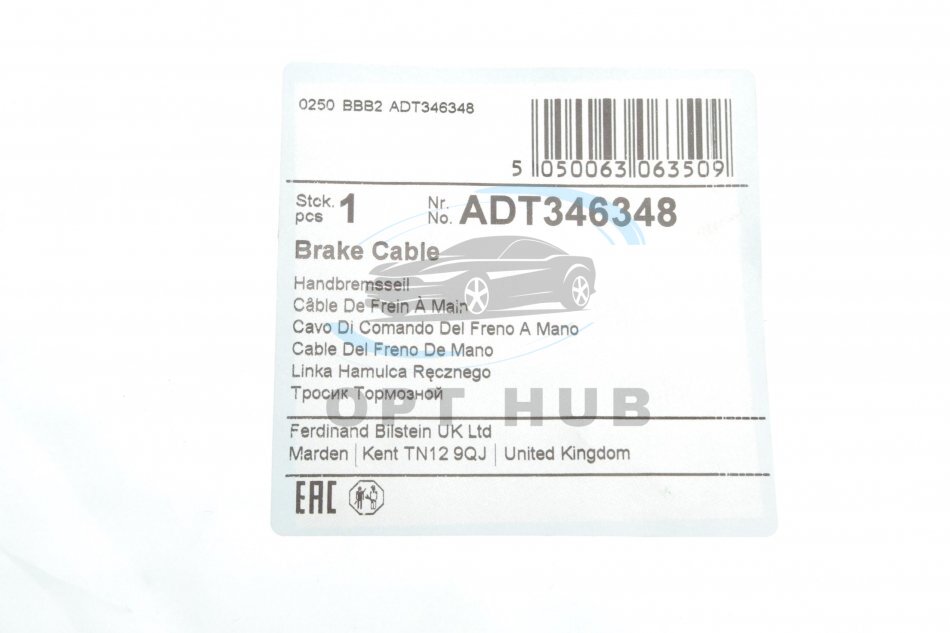 0250 BBB2 ADT346348
5 050063 063509
Stck. pcs 1 Nr. No. ADT346348
Brake Cable
Handbremsseil
Câble De Frein À Main
Cavo Di Comando Del Freno A Mano
Cable Del Freno De Mano
Linka Hamulca Ręcznego
Тросик Тормозной
OPT HUB
Ferdinand Bilstein UK Ltd
Marden | Kent TN12 9QJ | United Kingdom
EAC